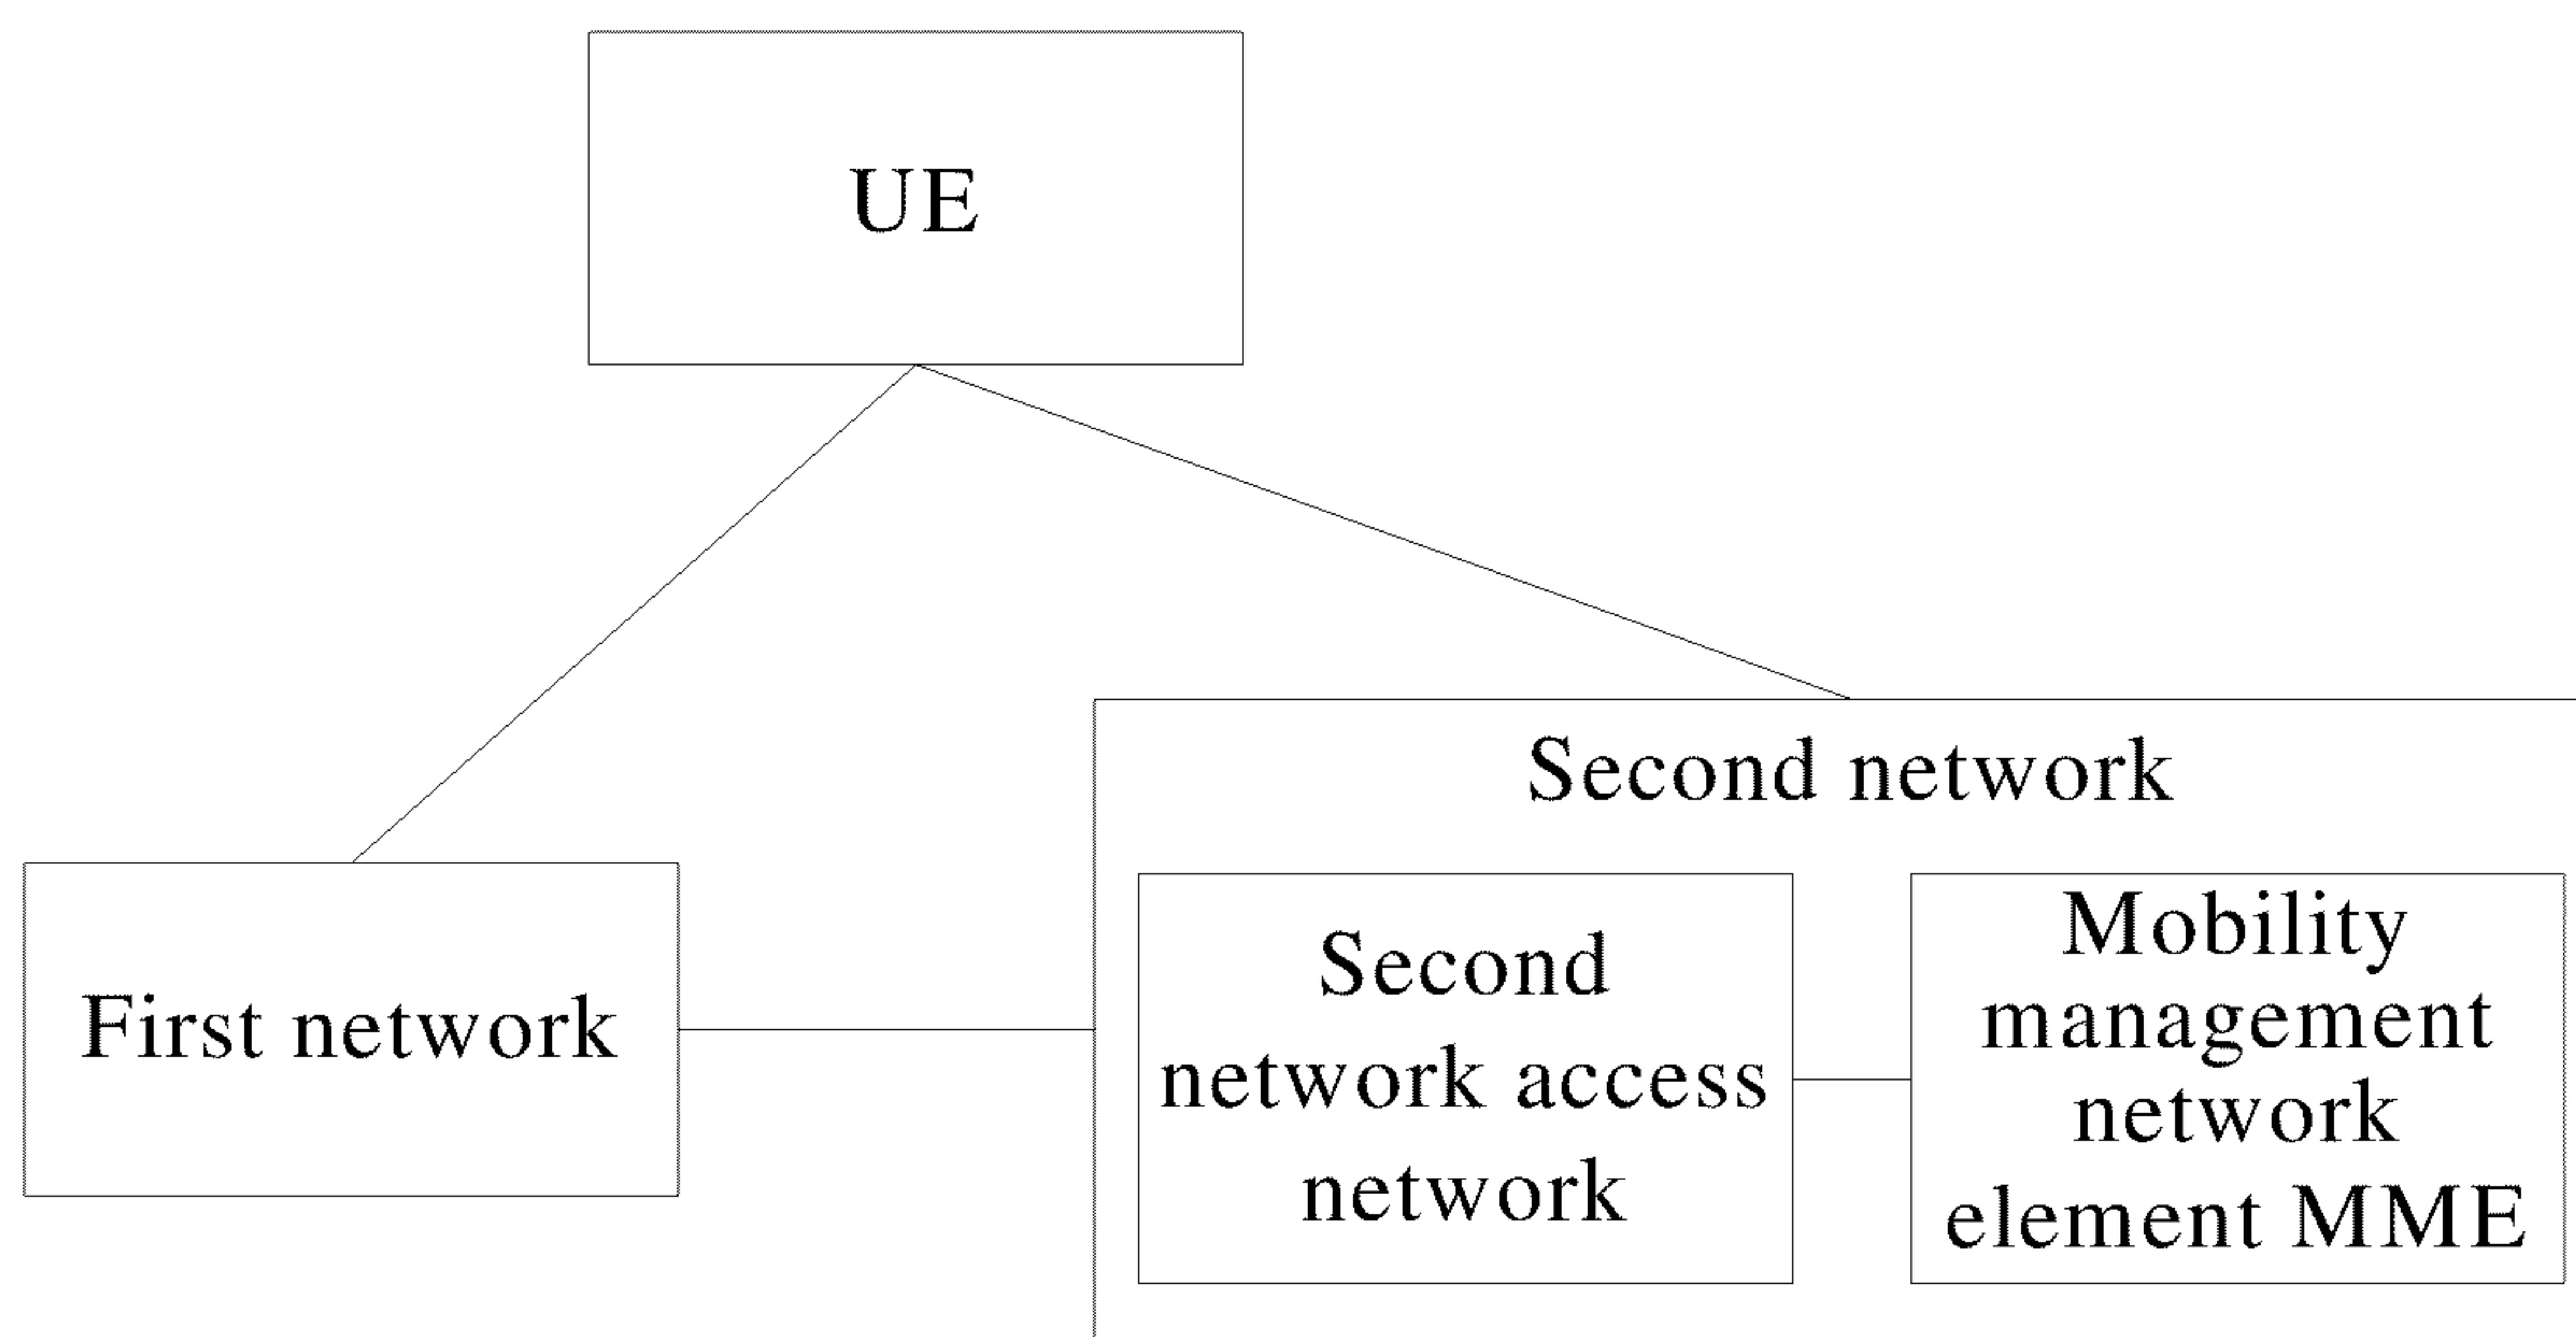 UE
Second network
First network
Second
network access
network
Mobility
management
network
element MME